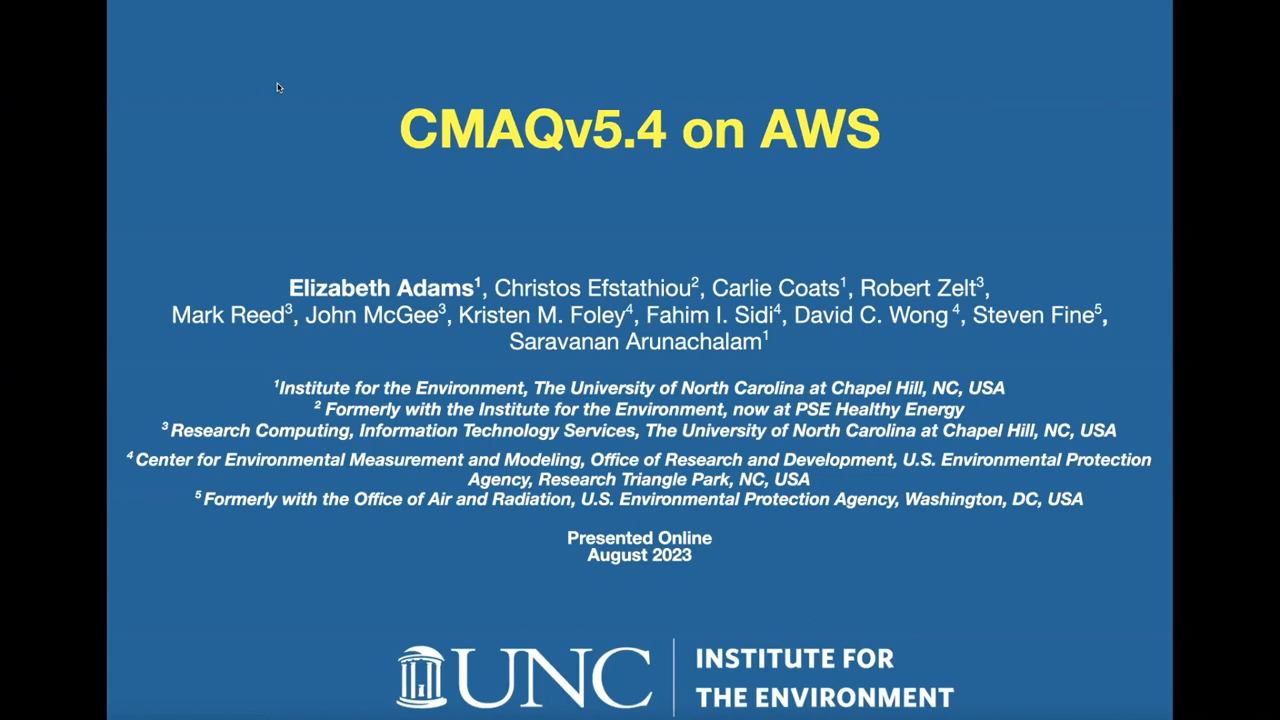 CMAQv5.4 on AWS
Elizabeth Adams¹, Christos Efstathiou², Carlie Coats¹, Robert Zelt³,
Mark Reed³, John McGee³, Kristen M. Foley⁴, Fahim I. Sidi⁴, David C. Wong ⁴, Steven Fine⁵,
Saravanan Arunachalam¹
¹Institute for the Environment, The University of North Carolina at Chapel Hill, NC, USA
² Formerly with the Institute for the Environment, now at PSE Healthy Energy
³ Research Computing, Information Technology Services, The University of North Carolina at Chapel Hill, NC, USA
⁴ Center for Environmental Measurement and Modeling, Office of Research and Development, U.S. Environmental Protection
Agency, Research Triangle Park, NC, USA
⁵ Formerly with the Office of Air and Radiation, U.S. Environmental Protection Agency, Washington, DC, USA
Presented Online
August 2023
UNC
INSTITUTE FOR
THE ENVIRONMENT